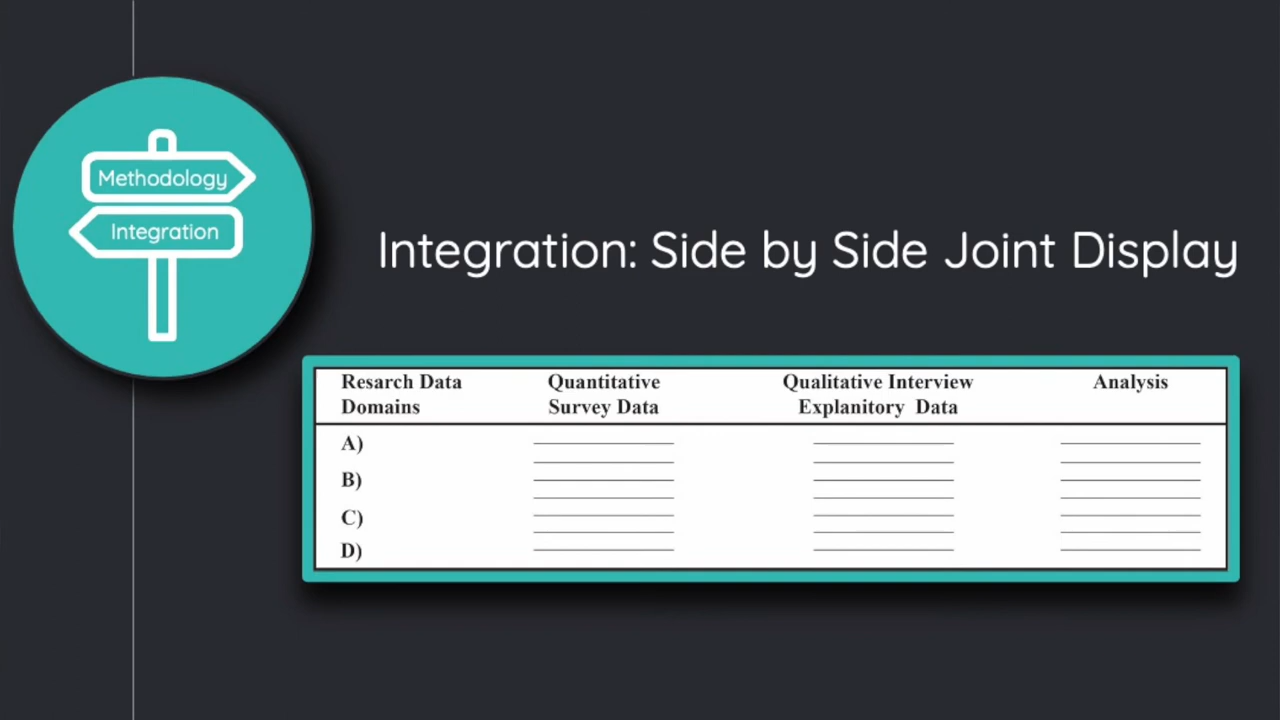 Methodology
Integration
Integration: Side by Side Joint Display
Resarch Data Quantitative Qualitative Interview Analysis
Domains Survey Data Explanitory Data
A)
B)
C)
D)